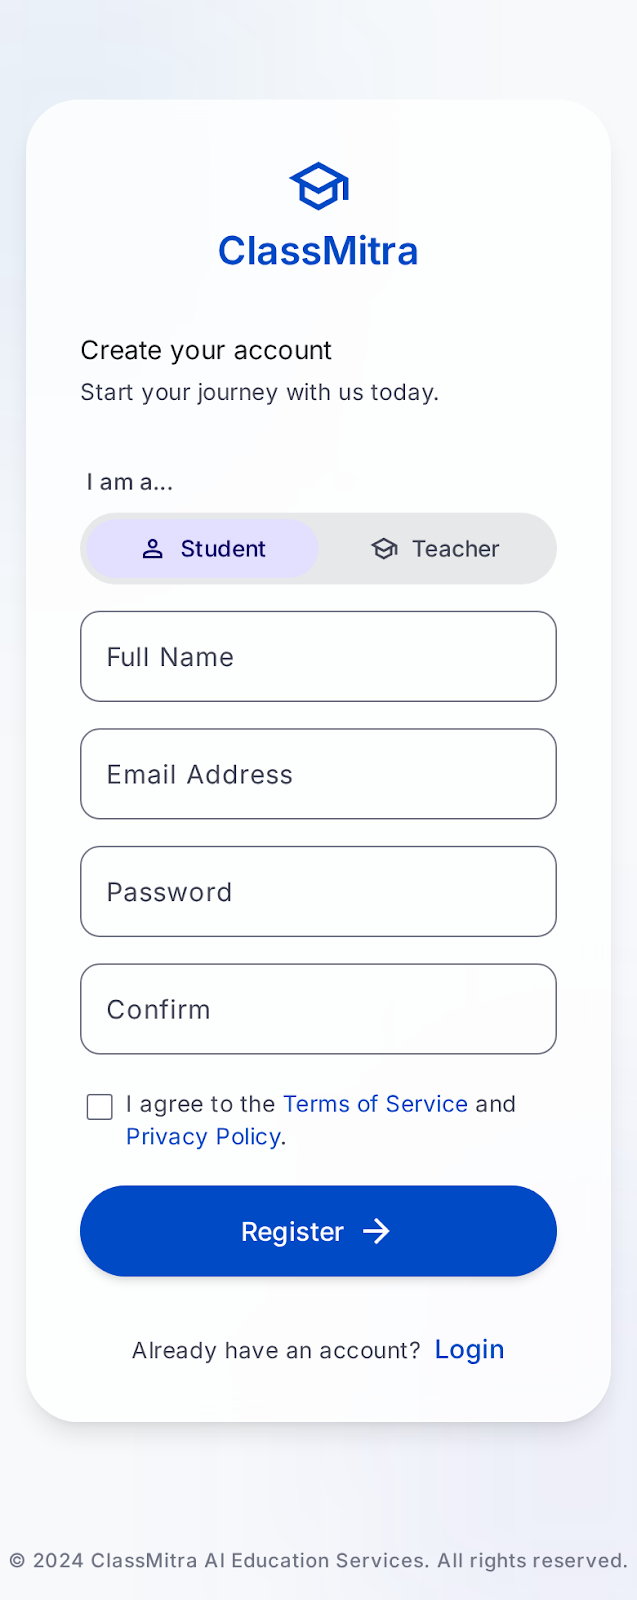 ClassMitra
Create your account
Start your journey with us today.
I am a...
Student
Teacher
Full Name
Email Address
Password
Confirm
I agree to the Terms of Service and
Privacy Policy.
Register
Already have an account? Login
© 2024 ClassMitra AI Education Services. All rights reserved.